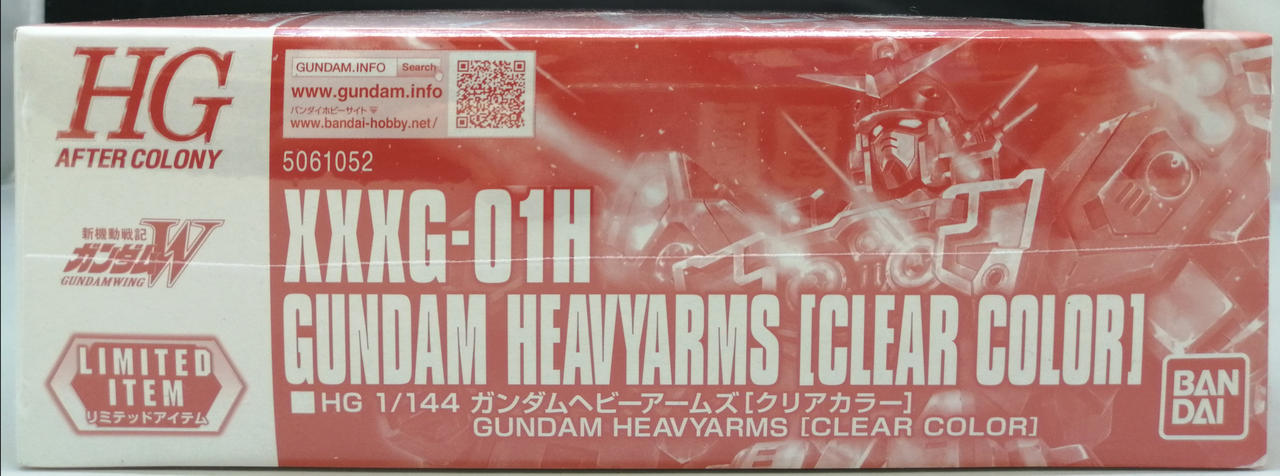 HG
AFTER COLONY
新機動戦記
ガンダムW
GUNDAM WING
LIMITED
ITEM
リミテッドアイテム
GUNDAM.INFO Search
www.gundam.info
バンダイホビーサイト
www.bandai-hobby.net/
5061052
XXXG-01H
GUNDAM HEAVYARMS [CLEAR COLOR]
■HG 1/144 ガンダムヘビーアームズ[クリアカラー]
GUNDAM HEAVYARMS [CLEAR COLOR]
BAN
DAI